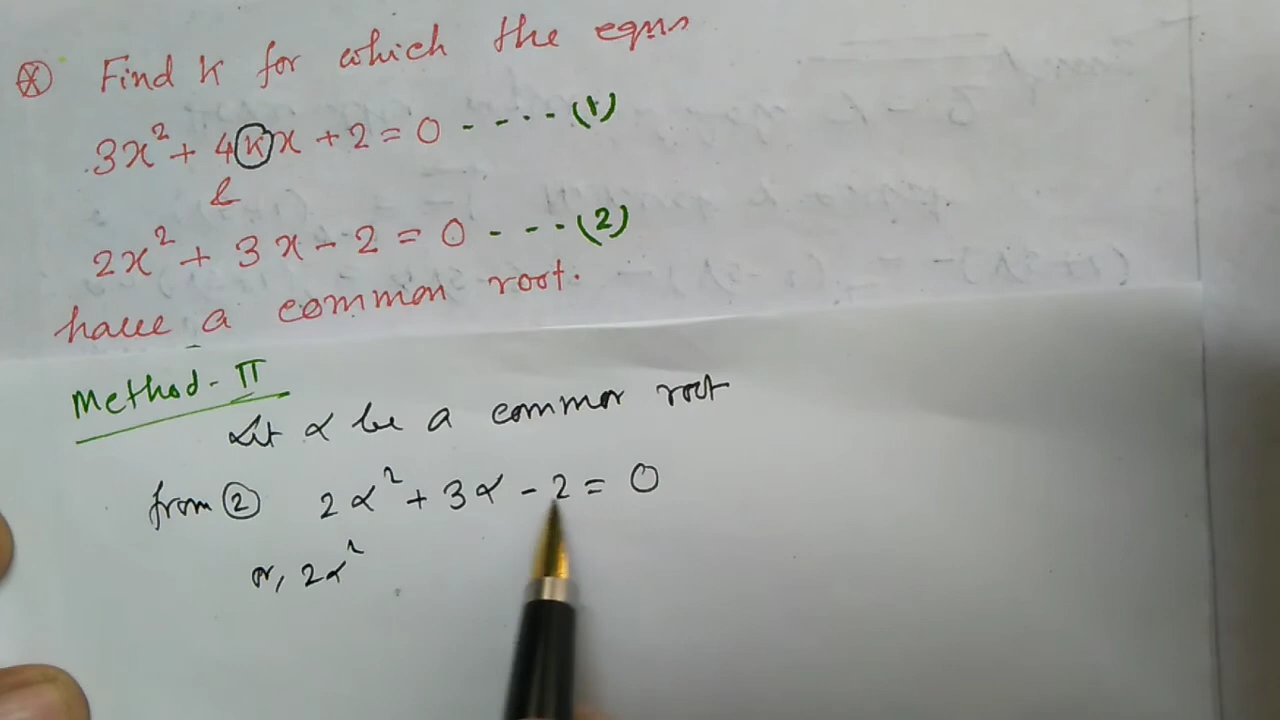 Find k for which the eqns
3x² + 4kx + 2 = 0 - - - - (1)
&
2x² + 3x - 2 = 0 - - - (2)
have a common root.
Method - II
Let α be a common root
from ② 2α² + 3α - 2 = 0
or, 2α²